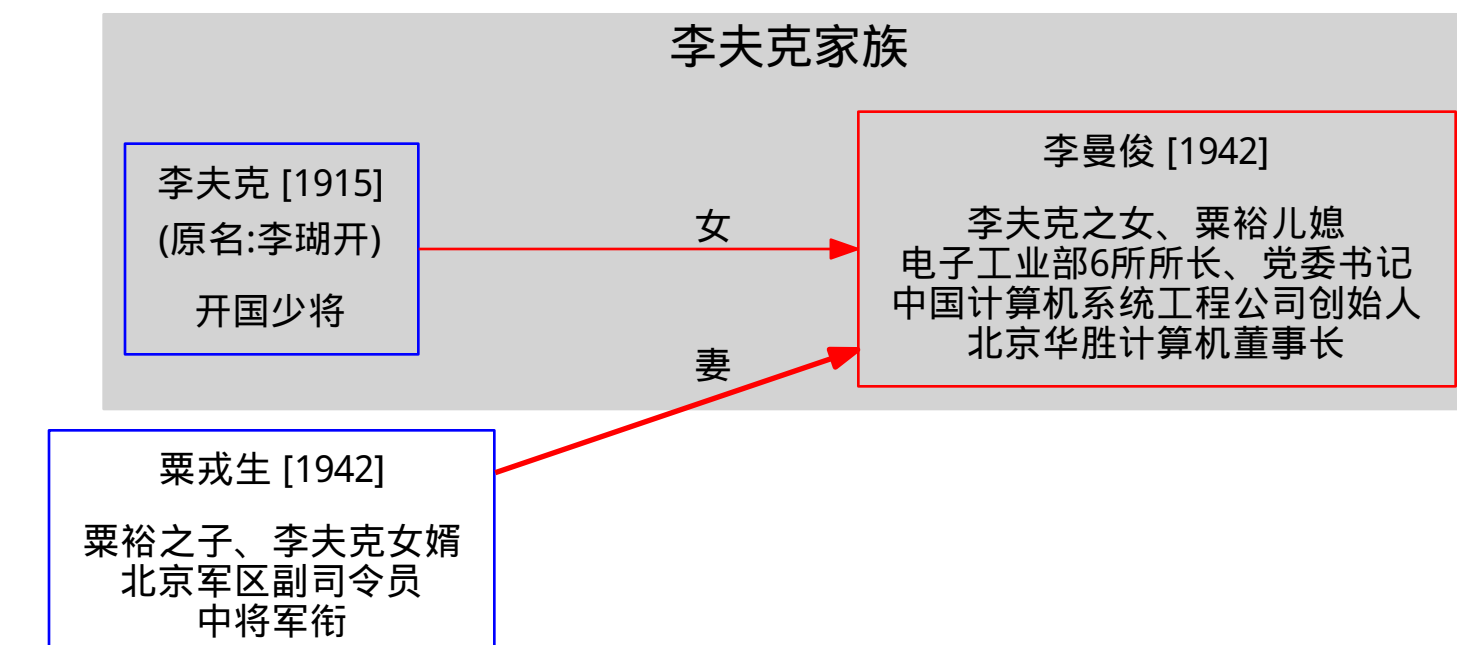 李夫克家族
李夫克 [1915]
(原名:李瑚开)
开国少将
女
李曼俊 [1942]
李夫克之女、粟裕儿媳
电子工业部6所所长、党委书记
中国计算机系统工程公司创始人
北京华胜计算机董事长
妻
粟戎生 [1942]
粟裕之子、李夫克女婿
北京军区副司令员
中将军衔